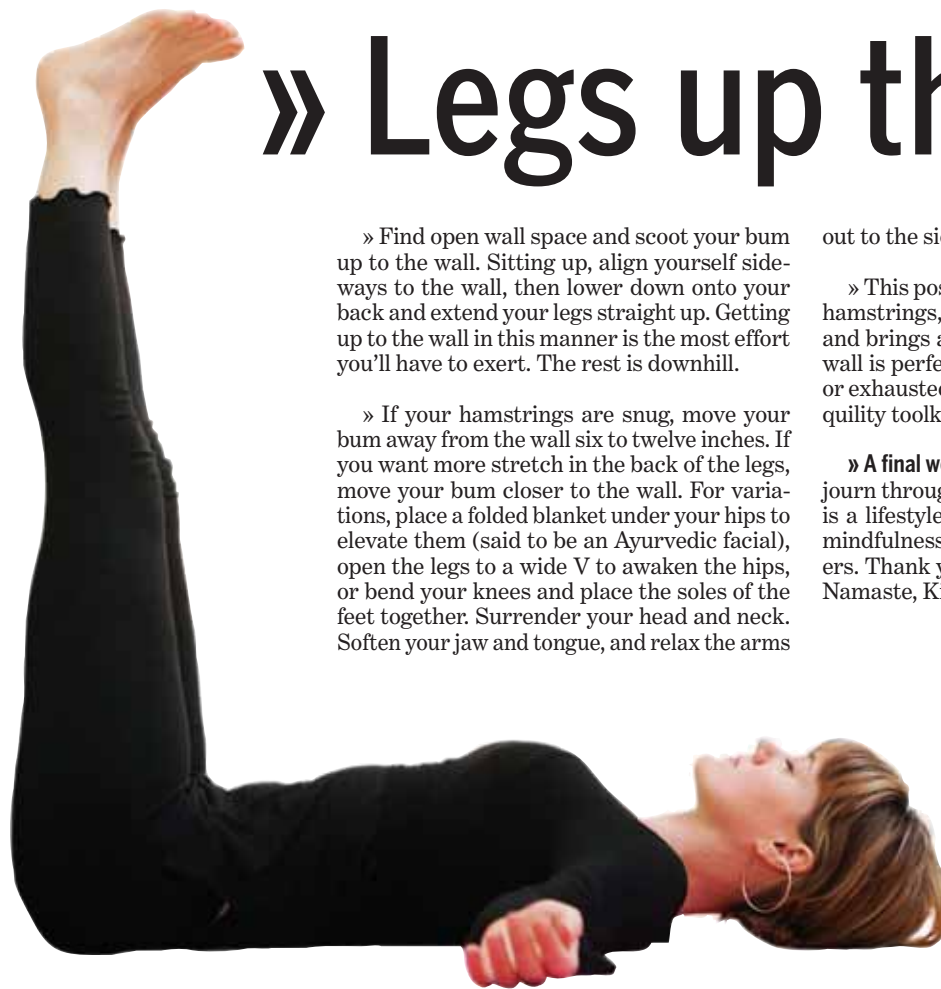 » Legs up th
» Find open wall space and scoot your bum
up to the wall. Sitting up, align yourself side-
ways to the wall, then lower down onto your
back and extend your legs straight up. Getting
up to the wall in this manner is the most effort
you’ll have to exert. The rest is downhill.
» If your hamstrings are snug, move your
bum away from the wall six to twelve inches. If
you want more stretch in the back of the legs,
move your bum closer to the wall. For varia-
tions, place a folded blanket under your hips to
elevate them (said to be an Ayurvedic facial),
open the legs to a wide V to awaken the hips,
or bend your knees and place the soles of the
feet together. Surrender your head and neck.
Soften your jaw and tongue, and relax the arms
out to the si
» This pos
hamstrings,
and brings a
wall is perfe
or exhausted
quility toolk
» A final w
journ throug
is a lifestyle
mindfulness
ers. Thank y
Namaste, Ki